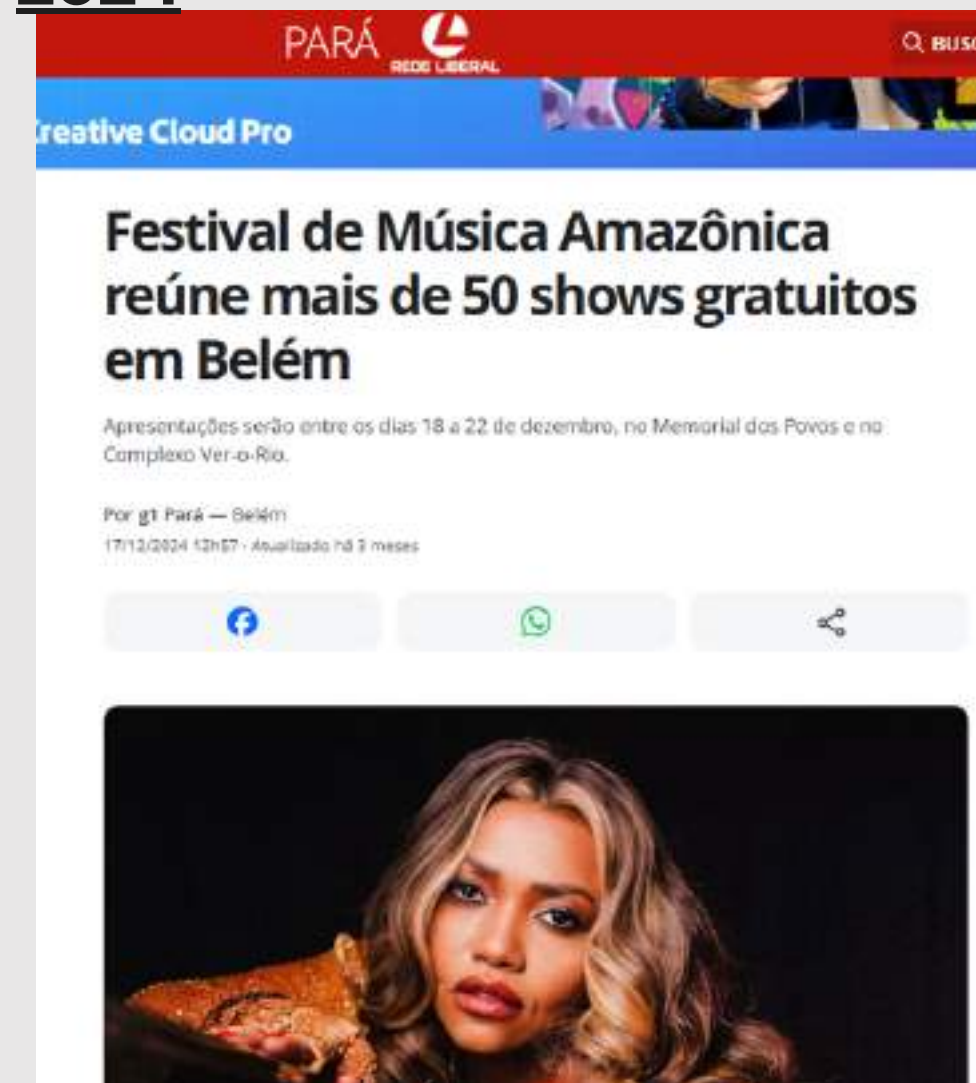 2024
PARÁ
REDE LIBERAL
BUSC
Creative Cloud Pro
Festival de Música Amazônica
reúne mais de 50 shows gratuitos
em Belém
Apresentações serão entre os dias 18 a 22 de dezembro, no Memorial dos Povos e no
Complexo Ver-o-Rio.
Por g1 Pará — Belém
17/12/2024 12h57 · Atualizado há 3 meses